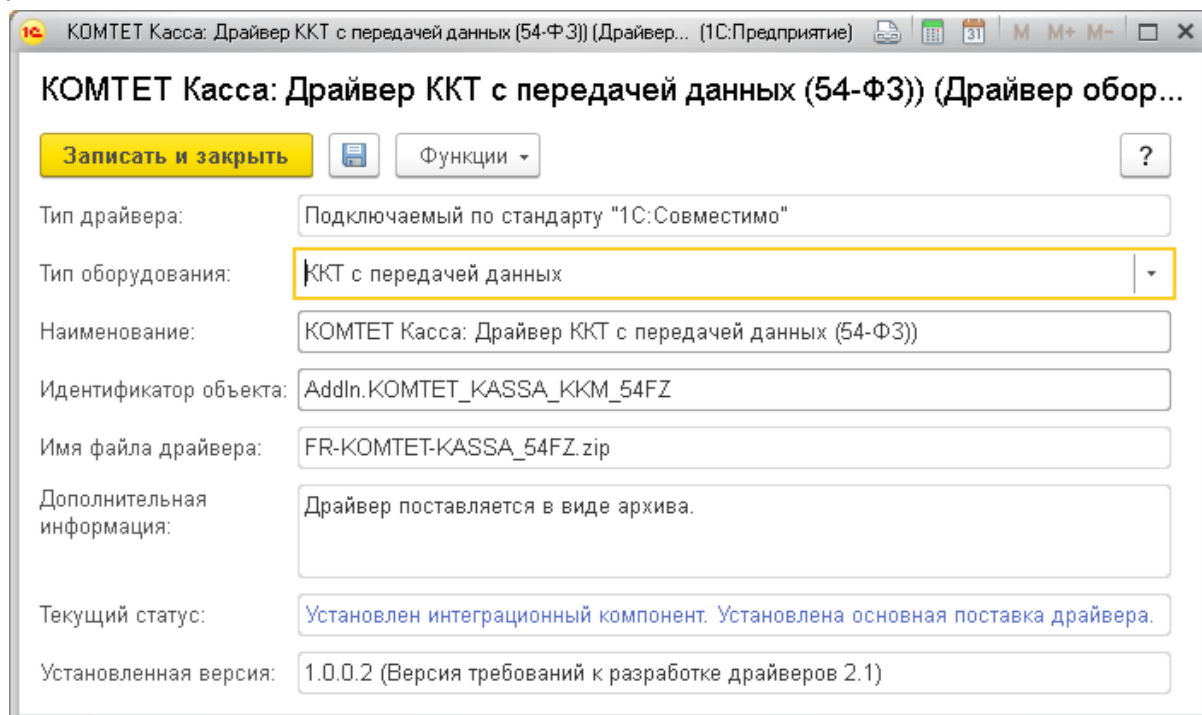 1С КОМТЕТ Касса: Драйвер ККТ с передачей данных (54-ФЗ)) (Драйвер... (1С:Предприятие) 31 M M+ M-
КОМТЕТ Касса: Драйвер ККТ с передачей данных (54-ФЗ)) (Драйвер обор...
Записать и закрыть Функции ?
Тип драйвера: Подключаемый по стандарту "1С:Совместимо"
Тип оборудования: ККТ с передачей данных
Наименование: КОМТЕТ Касса: Драйвер ККТ с передачей данных (54-ФЗ))
Идентификатор объекта: AddIn.KOMTET_KASSA_KKM_54FZ
Имя файла драйвера: FR-KOMTET-KASSA_54FZ.zip
Дополнительная
информация:
Драйвер поставляется в виде архива.
Текущий статус: Установлен интеграционный компонент. Установлена основная поставка драйвера.
Установленная версия: 1.0.0.2 (Версия требований к разработке драйверов 2.1)